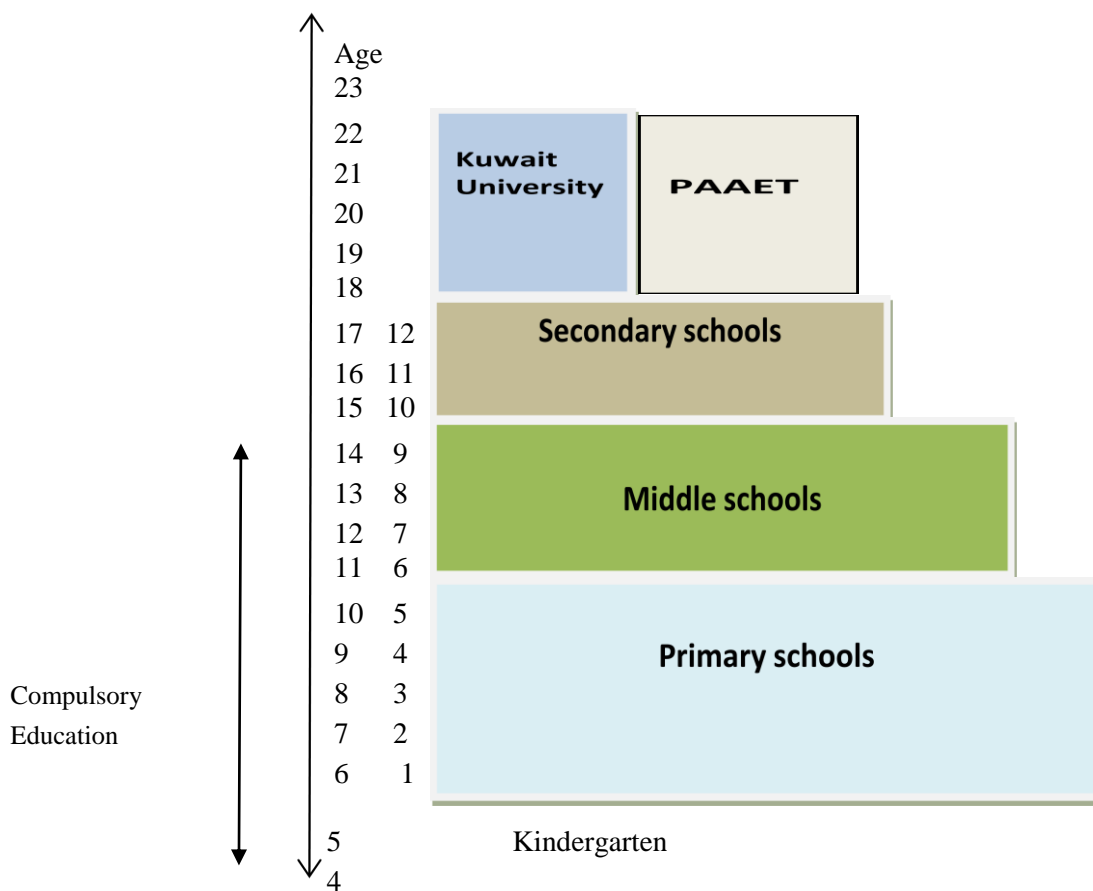 Age
23
22
Kuwait
University
PAAET
21
20
19
18
17 12
Secondary schools
16 11
15 10
14 9
13 8
Middle schools
12 7
11 6
10 5
9 4
Primary schools
Compulsory
Education
8 3
7 2
6 1
5
Kindergarten
4